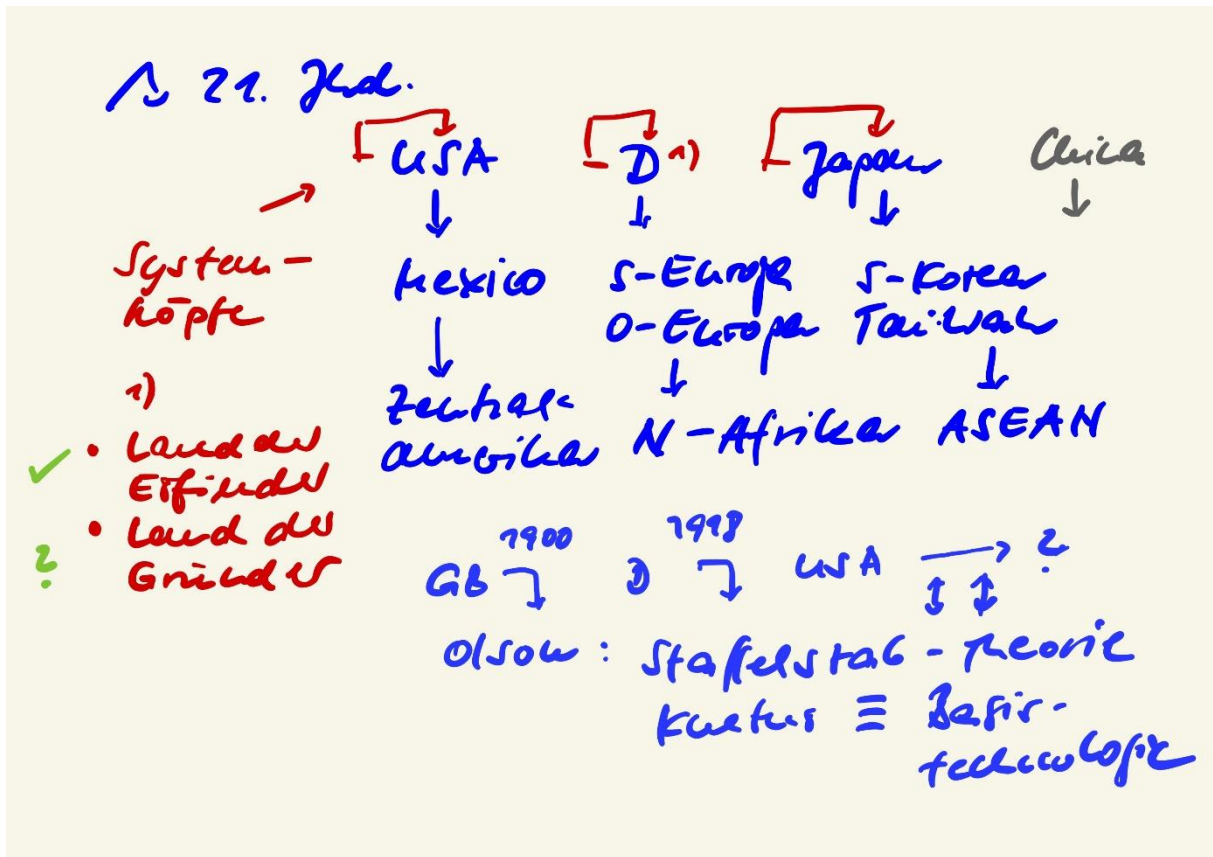 21. Jhd.
USA D 1) Japan China
System-
köpfe
Mexico S-Europa S-Korea
O-Europa Taiwan
Zentral-
amerika N-Afrika ASEAN
1)
• Land der
Erfinder
• Land der
? Gründer
1900 1918
GB D USA ?
Olson: Staffelstab-Theorie
Kultur ≡ Basis-
technologie